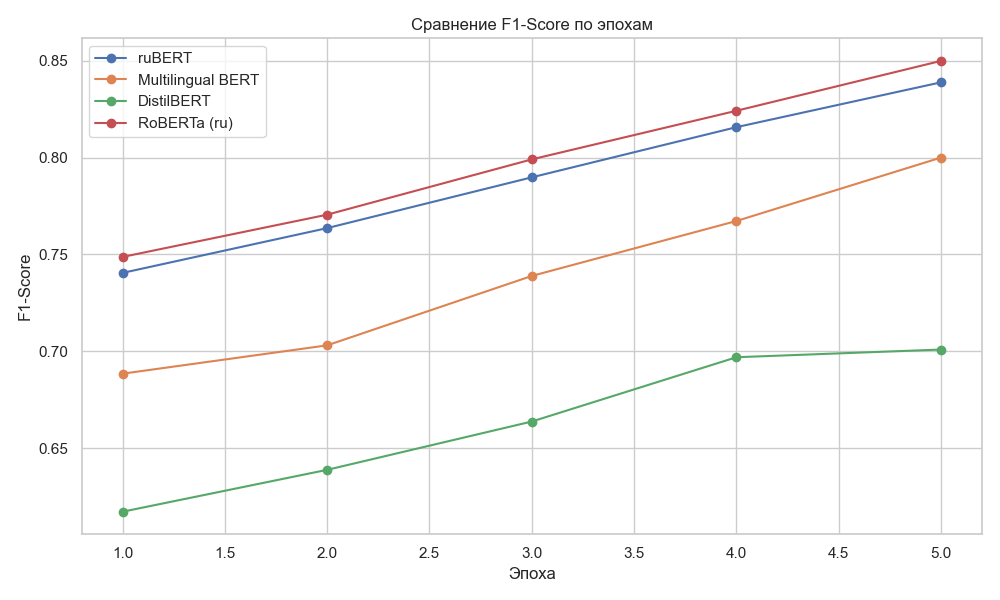 Сравнение F1-Score по эпохам
ruBERT
Multilingual BERT
DistilBERT
RoBERTa (ru)
F1-Score
0.85
0.80
0.75
0.70
0.65
1.0 1.5 2.0 2.5 3.0 3.5 4.0 4.5 5.0
Эпоха